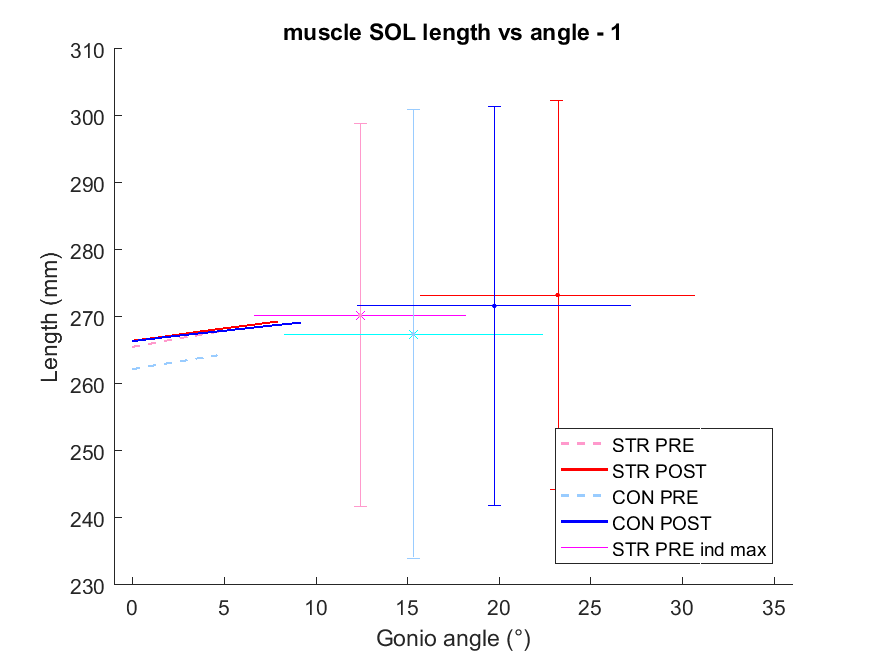 muscle SOL length vs angle - 1
310
300
290
280
270
260
250
240
230
Length (mm)
0 5 10 15 20 25 30 35
Gonio angle (°)
STR PRE
STR POST
CON PRE
CON POST
STR PRE ind max